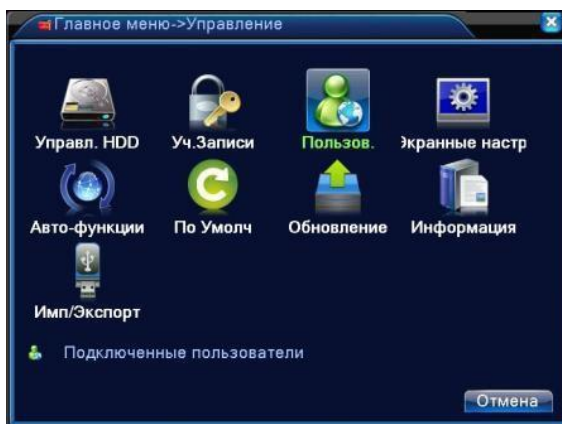 Главное меню->Управление
Управл. HDD Уч.Записи Пользов. Экранные настр
Авто-функции По Умолч Обновление Информация
Имп/Экспорт
Подключенные пользователи
Отмена